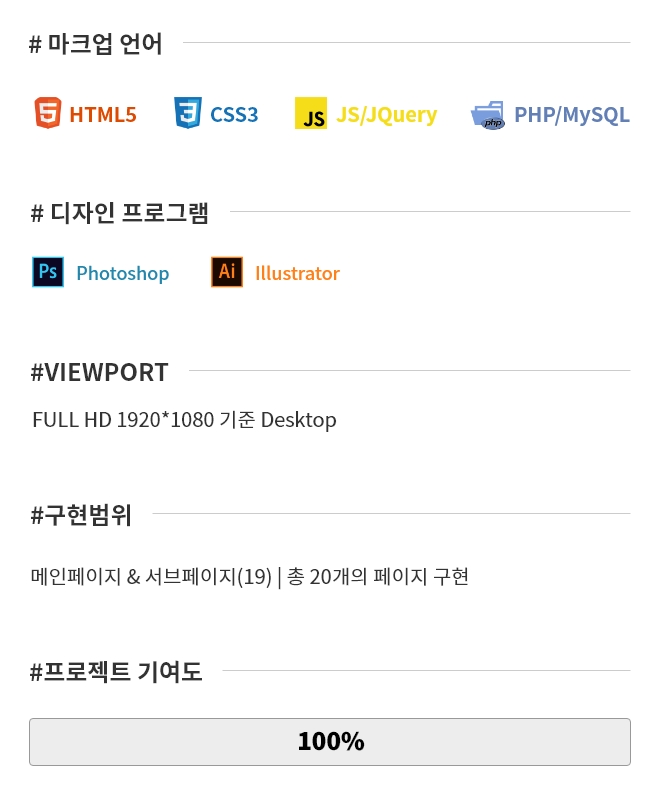 # 마크업 언어
HTML5 CSS3 JS JS/JQuery php PHP/MySQL
# 디자인 프로그램
Ps Photoshop Ai Illustrator
#VIEWPORT
FULL HD 1920*1080 기준 Desktop
#구현범위
메인페이지 & 서브페이지(19) | 총 20개의 페이지 구현
#프로젝트 기여도
100%